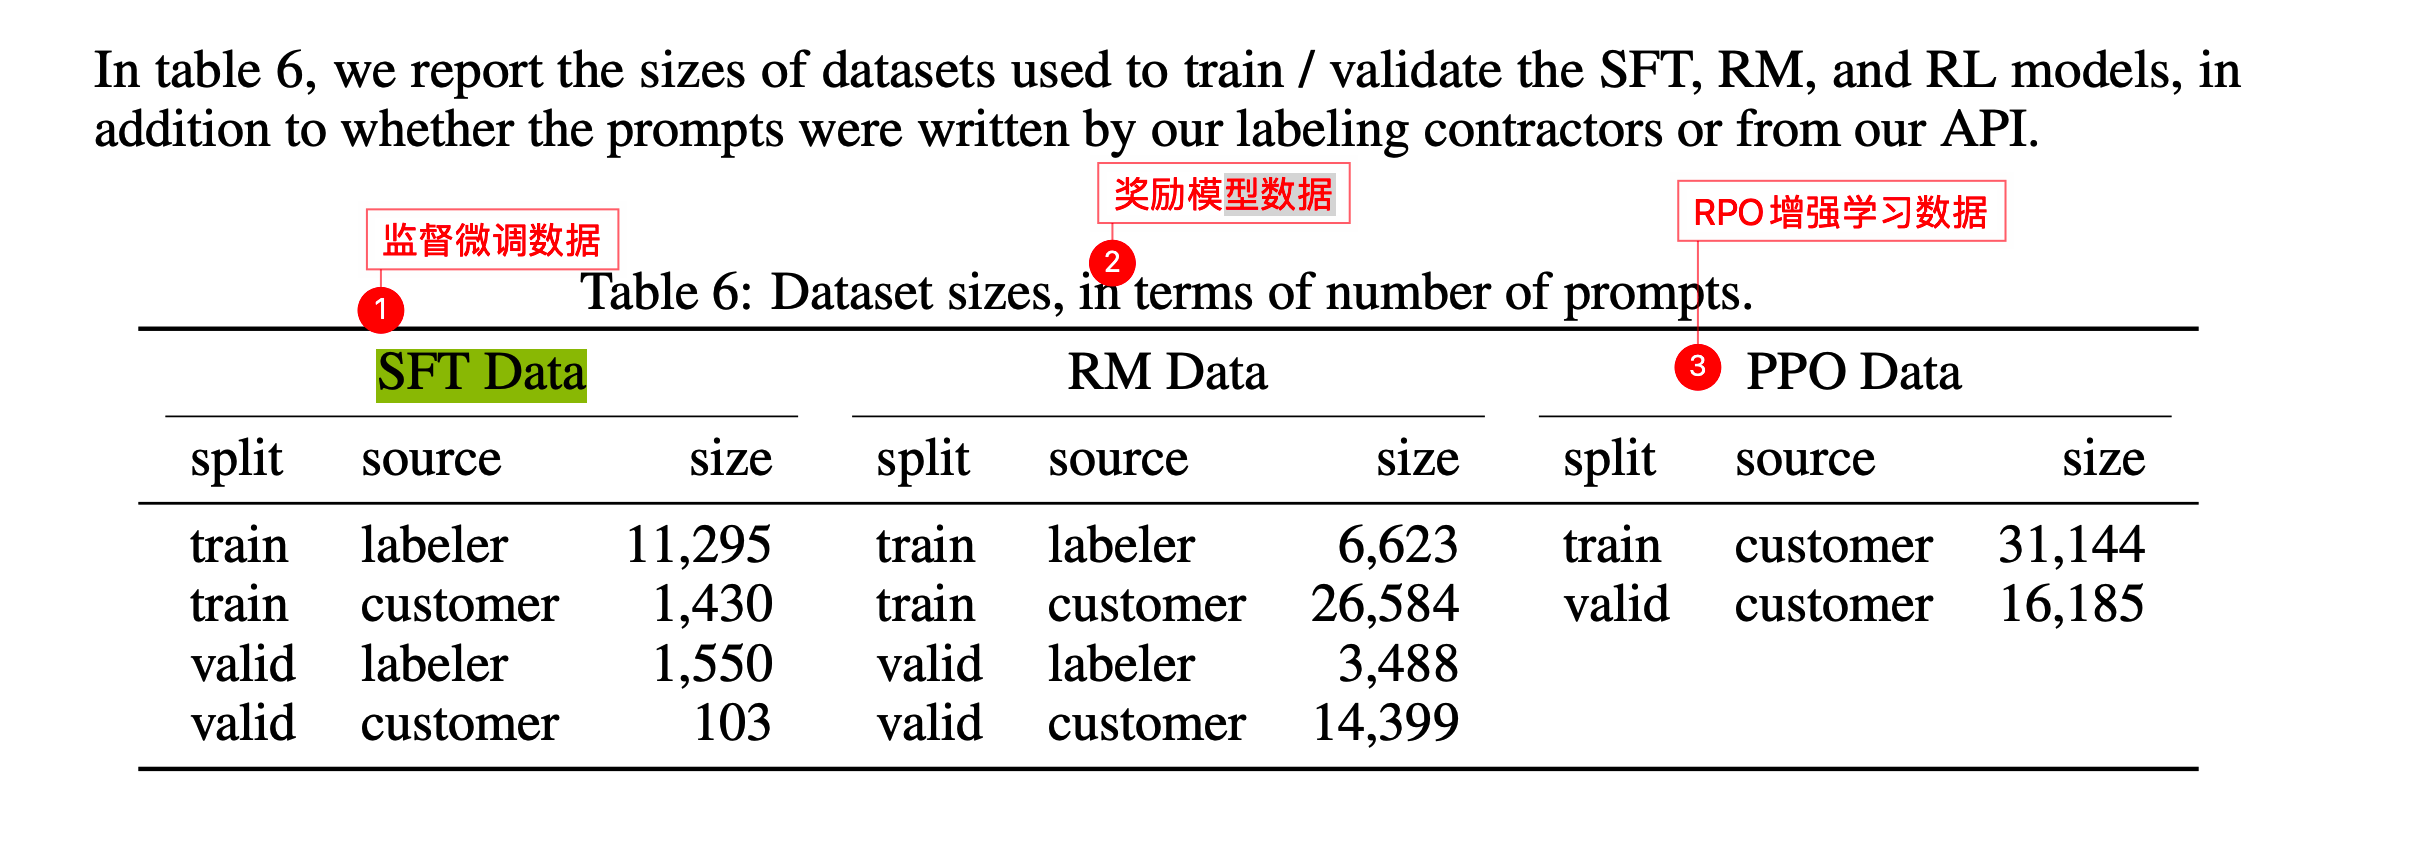 In table 6, we report the sizes of datasets used to train / validate the SFT, RM, and RL models, in
addition to whether the prompts were written by our labeling contractors or from our API.
监督微调数据
奖励模型数据
RPO增强学习数据
1
2
3
Table 6: Dataset sizes, in terms of number of prompts.
SFT Data RM Data PPO Data
split source size split source size split source size
train labeler 11,295 train labeler 6,623 train customer 31,144
train customer 1,430 train customer 26,584 valid customer 16,185
valid labeler 1,550 valid labeler 3,488
valid customer 103 valid customer 14,399